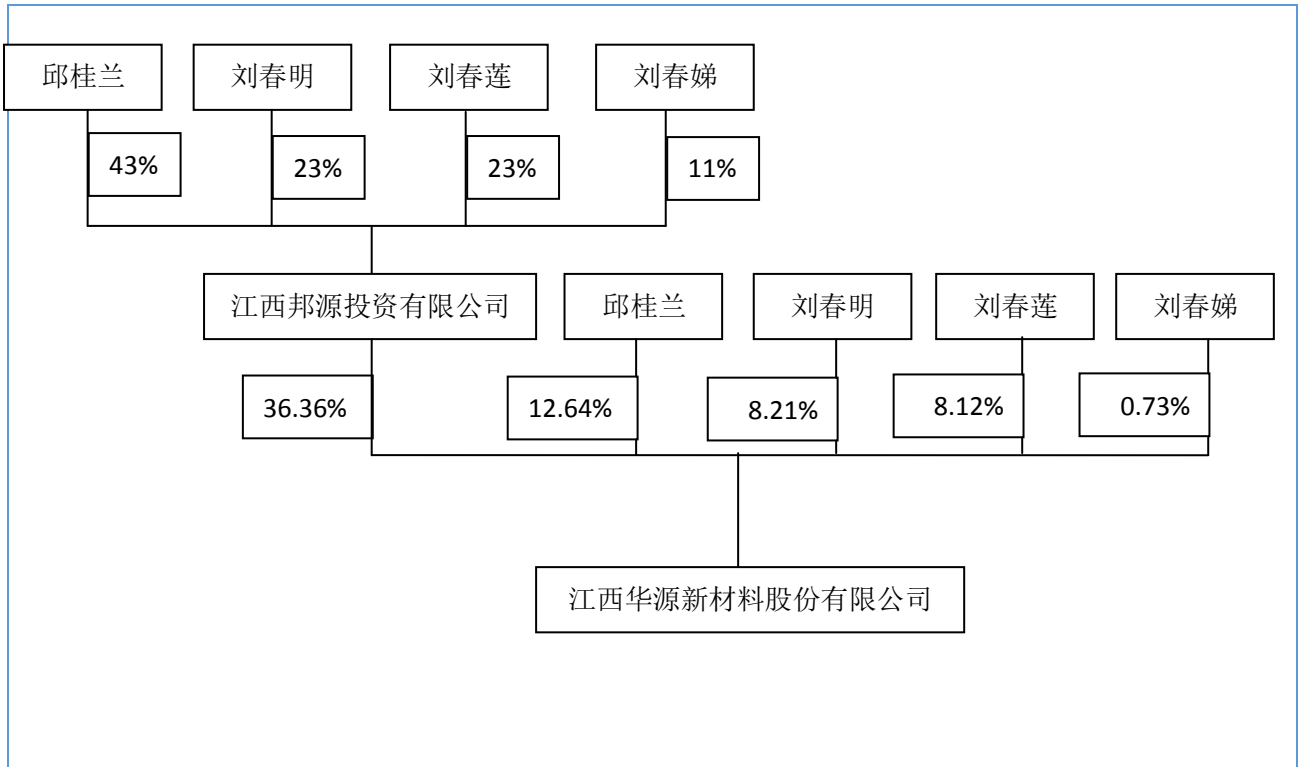 邱桂兰
刘春明
刘春莲
刘春娣
43%
23%
23%
11%
江西邦源投资有限公司
邱桂兰
刘春明
刘春莲
刘春娣
36.36%
12.64%
8.21%
8.12%
0.73%
江西华源新材料股份有限公司